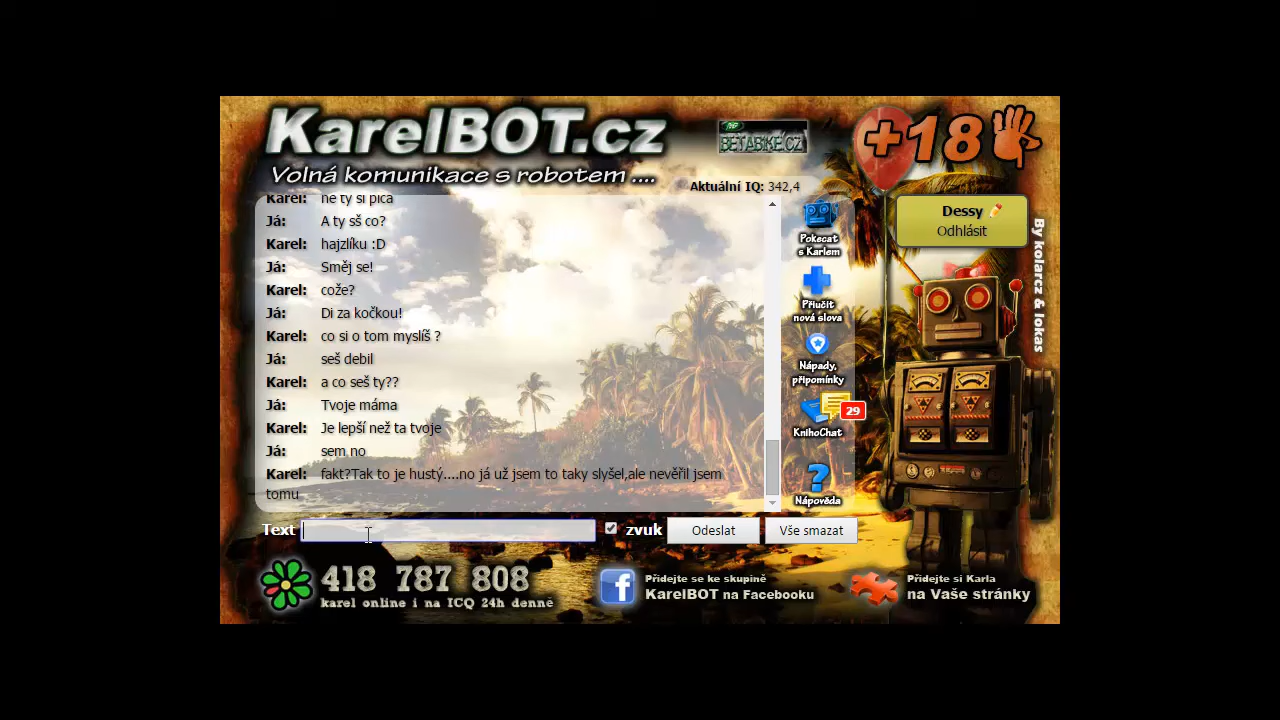 KarelBOT.cz
Volná komunikace s robotem ....
BETABIKE.CZ
+18
Aktuální IQ: 342,4
Karel: ne ty si píča
Já: A ty sš co?
Karel: hajzlíku :D
Já: Směj se!
Karel: cože?
Já: Di za kočkou!
Karel: co si o tom myslíš ?
Já: seš debil
Karel: a co seš ty??
Já: Tvoje máma
Karel: Je lepší než ta tvoje
Já: sem no
Karel: fakt?Tak to je hustý....no já už jsem to taky slyšel,ale nevěřil jsem
tomu
Pokecat
s Karlem
Přiučit
nová slova
Nápady,
připomínky
29
KnihoChat
Nápověda
Dessy
Odhlásit
By kolarcz & lokas
Text
zvuk
Odeslat
Vše smazat
418 787 808
karel online i na ICQ 24h denně
Přidejte se ke skupině
KarelBOT na Facebooku
Přidejte si Karla
na Vaše stránky